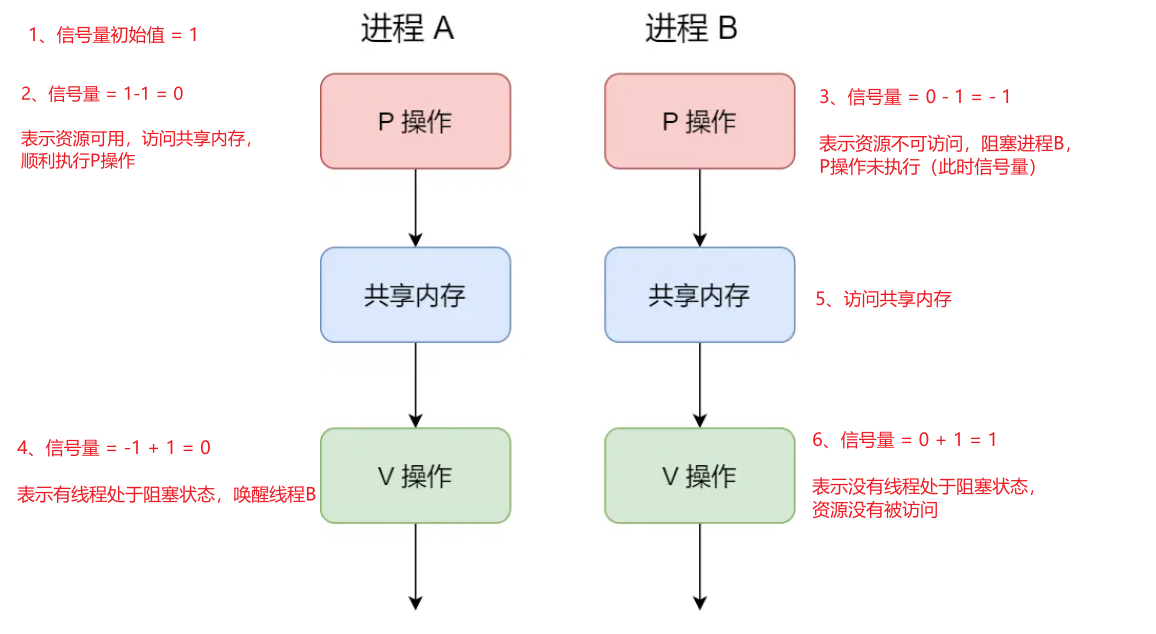 1、信号量初始值 = 1
进程 A
进程 B
2、信号量 = 1-1 = 0
表示资源可用，访问共享内存，
顺利执行P操作
P 操作
P 操作
3、信号量 = 0 - 1 = - 1
表示资源不可访问，阻塞进程B，
P操作未执行（此时信号量）
共享内存
共享内存
5、访问共享内存
4、信号量 = -1 + 1 = 0
表示有线程处于阻塞状态，唤醒线程B
V 操作
V 操作
6、信号量 = 0 + 1 = 1
表示没有线程处于阻塞状态，
资源没有被访问